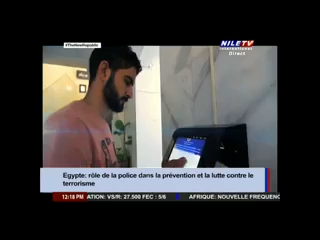 #TheNewRepublic
NILE TV
International
Direct
Egypte: rôle de la police dans la prévention et la lutte contre le
terrorisme
12:18 PM ATION: VS/R: 27.500 FEC : 5/6 AFRIQUE: NOUVELLE FREQUENC